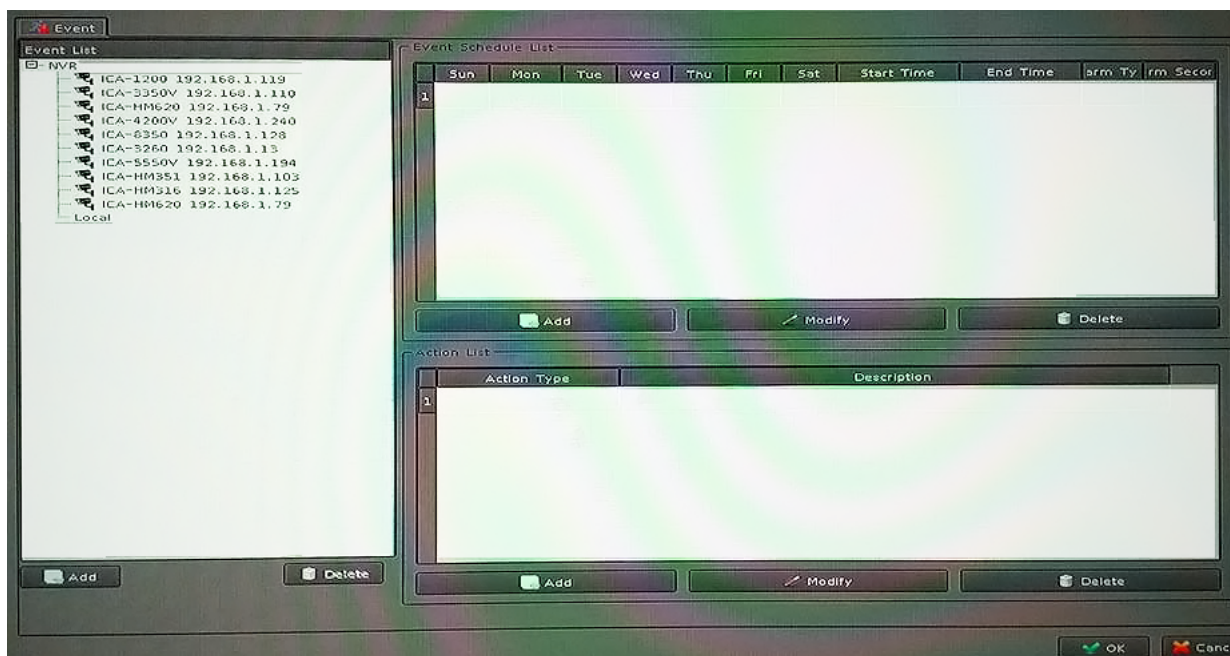 Event
Event List
NVR
ICA-1200 192.168.1.119
ICA-3350V 192.168.1.110
ICA-HM620 192.168.1.79
ICA-4200V 192.168.1.240
ICA-8350 192.168.1.128
ICA-3260 192.168.1.13
ICA-5550V 192.168.1.194
ICA-HM351 192.168.1.103
ICA-HM316 192.168.1.125
ICA-HM620 192.168.1.79
Local
Add Delete
Event Schedule List
Sun Mon Tue Wed Thu Fri Sat Start Time End Time arm Ty rm Secor
1
Add Modify Delete
Action List
Action Type Description
1
Add Modify Delete
OK Canc